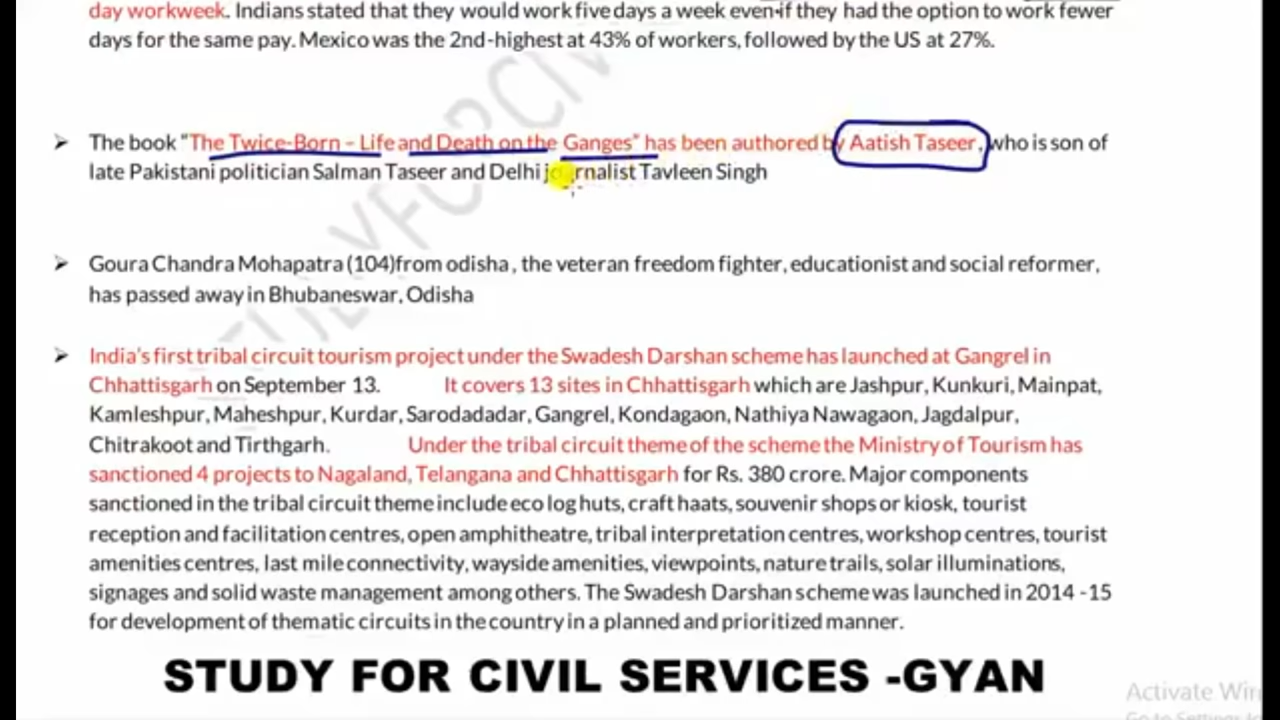 day workweek. Indians stated that they would work five days a week even if they had the option to work fewer
days for the same pay. Mexico was the 2nd-highest at 43% of workers, followed by the US at 27%.
➢ The book "The Twice-Born – Life and Death on the Ganges" has been authored by Aatish Taseer, who is son of
late Pakistani politician Salman Taseer and Delhi journalist Tavleen Singh
➢ Goura Chandra Mohapatra (104)from odisha, the veteran freedom fighter, educationist and social reformer,
has passed away in Bhubaneswar, Odisha
➢ India's first tribal circuit tourism project under the Swadesh Darshan scheme has launched at Gangrel in
Chhattisgarh on September 13. It covers 13 sites in Chhattisgarh which are Jashpur, Kunkuri, Mainpat,
Kamleshpur, Maheshpur, Kurdar, Sarodadadar, Gangrel, Kondagaon, Nathiya Nawagaon, Jagdalpur,
Chitrakoot and Tirthgarh. Under the tribal circuit theme of the scheme the Ministry of Tourism has
sanctioned 4 projects to Nagaland, Telangana and Chhattisgarh for Rs. 380 crore. Major components
sanctioned in the tribal circuit theme include eco log huts, craft haats, souvenir shops or kiosk, tourist
reception and facilitation centres, open amphitheatre, tribal interpretation centres, workshop centres, tourist
amenities centres, last mile connectivity, wayside amenities, viewpoints, nature trails, solar illuminations,
signages and solid waste management among others. The Swadesh Darshan scheme was launched in 2014 -15
for development of thematic circuits in the country in a planned and prioritized manner.
STUDY FOR CIVIL SERVICES -GYAN
Activate Win